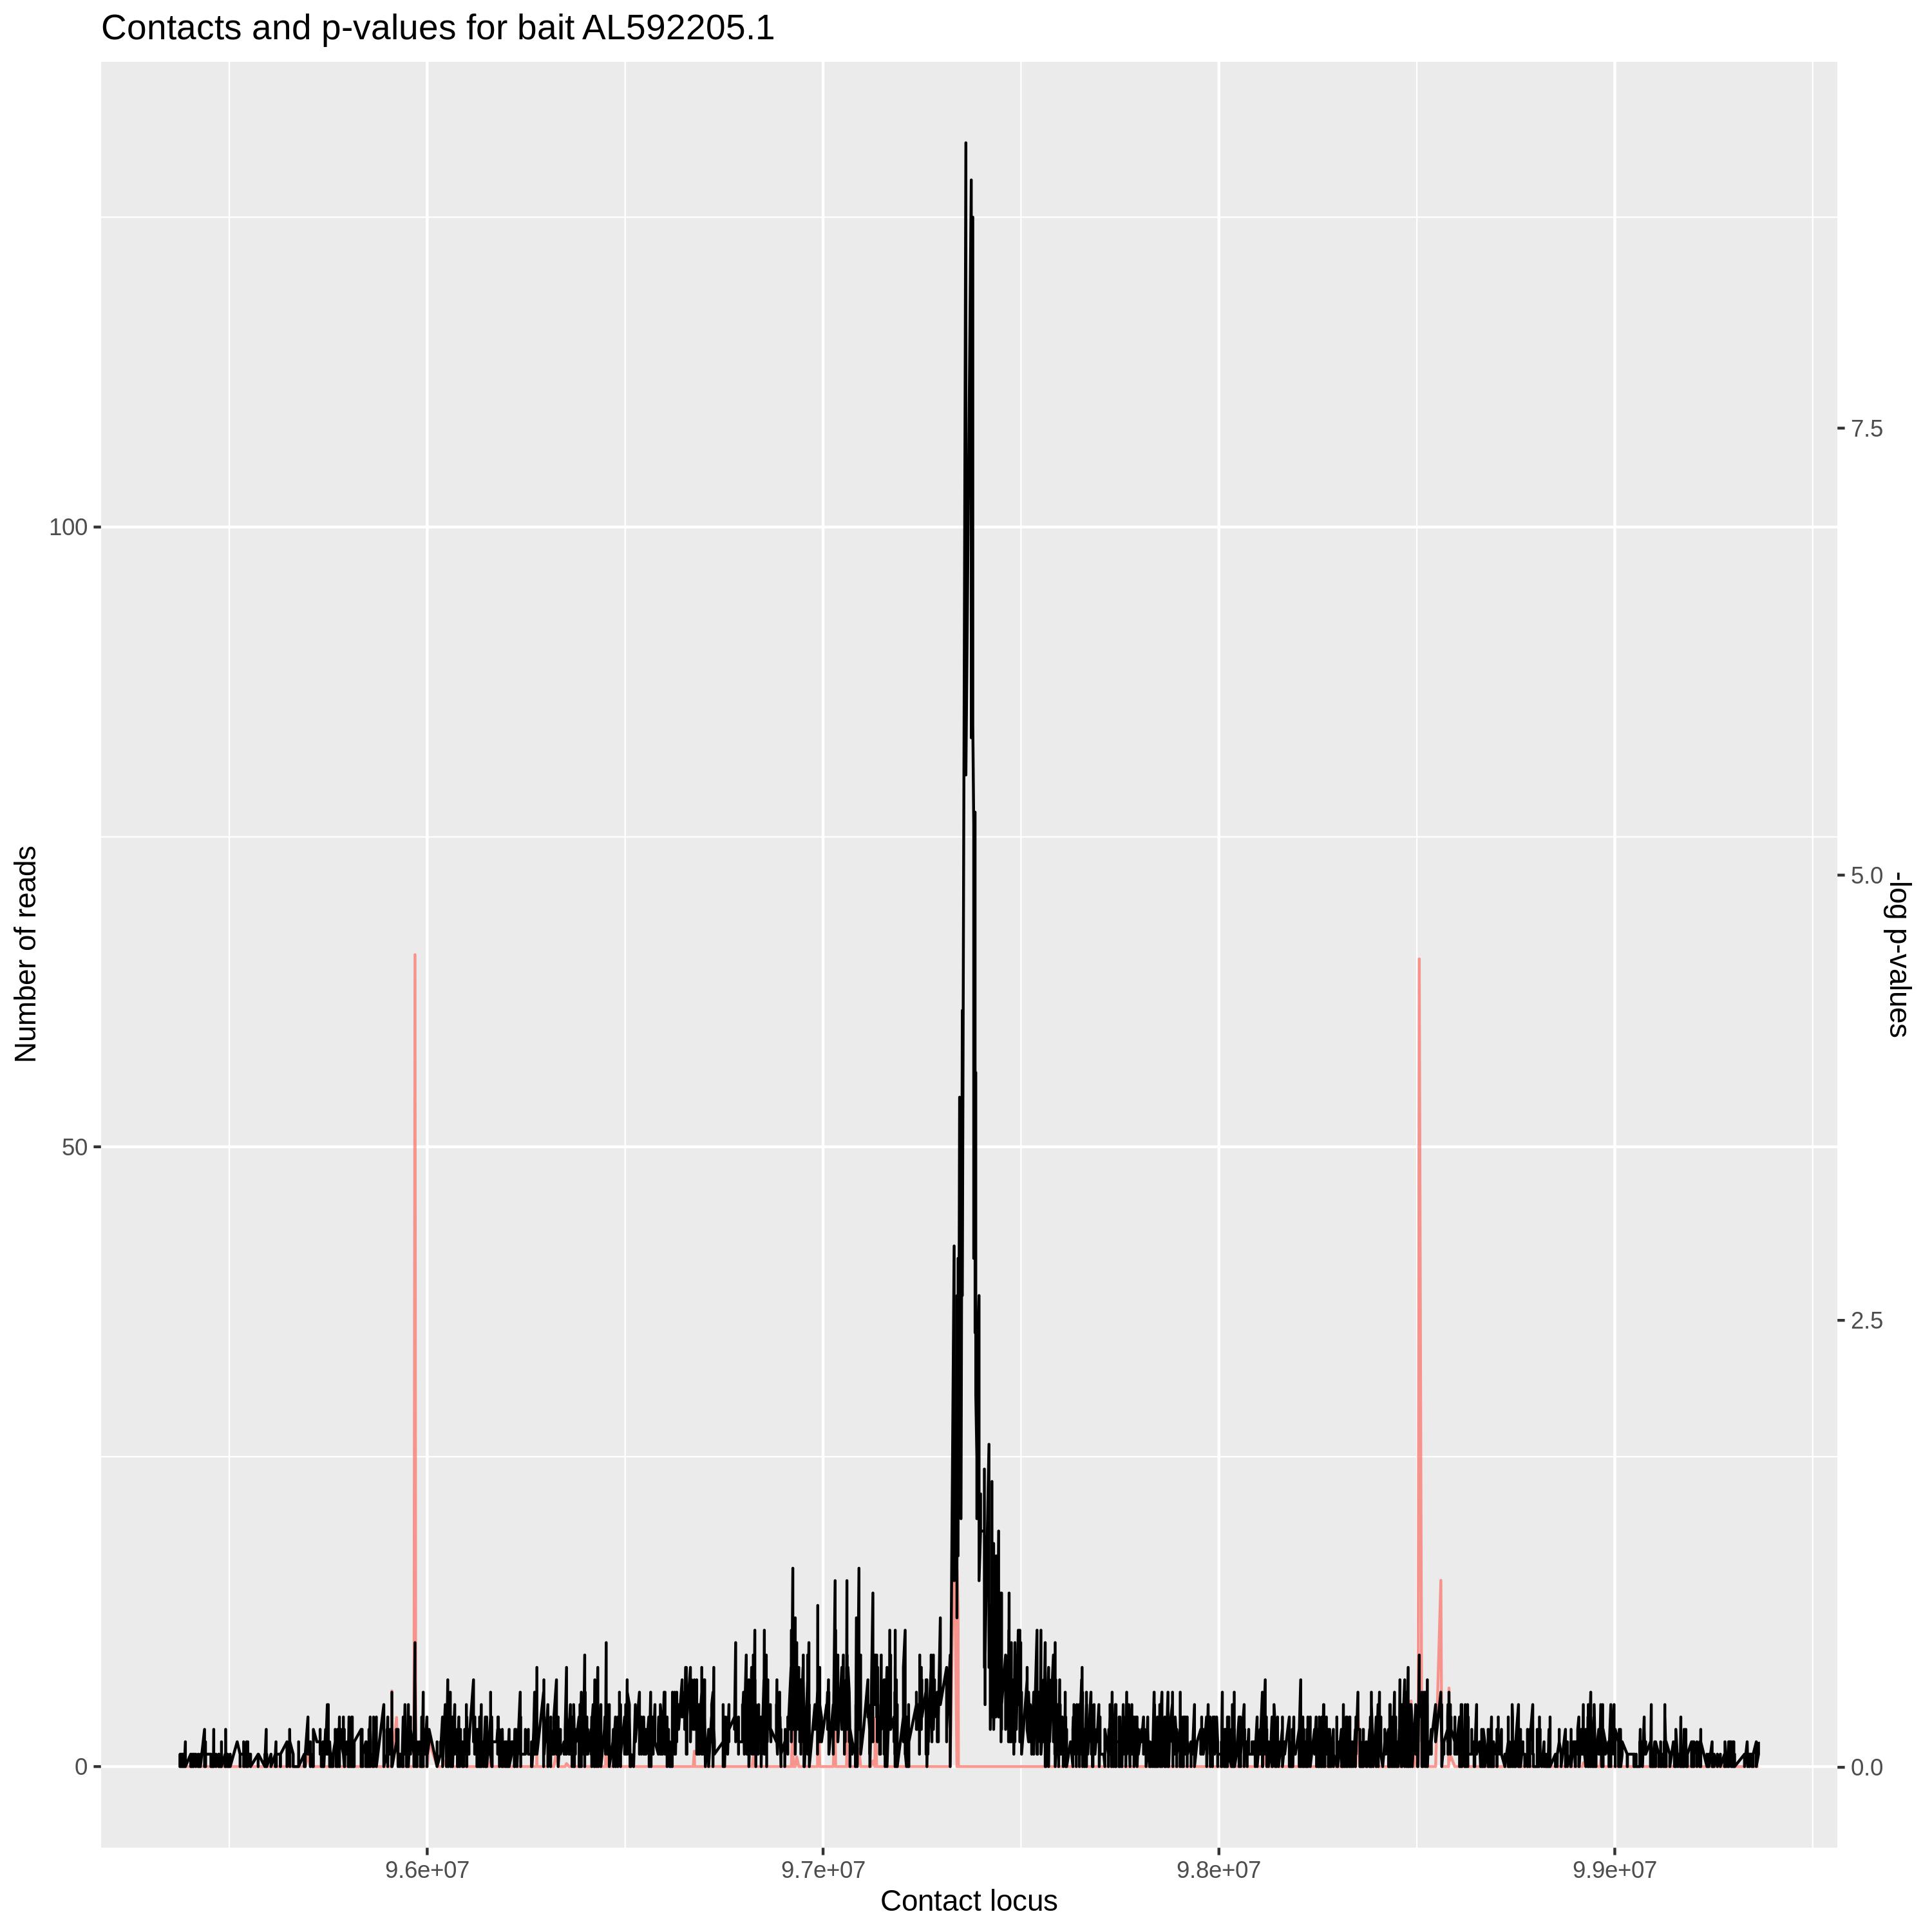 Contacts and p-values for bait AL592205.1
Number of reads
100
50
0
7.5
5.0
2.5
0.0
-log p-values
9.6e+07
9.7e+07
9.8e+07
9.9e+07
Contact locus